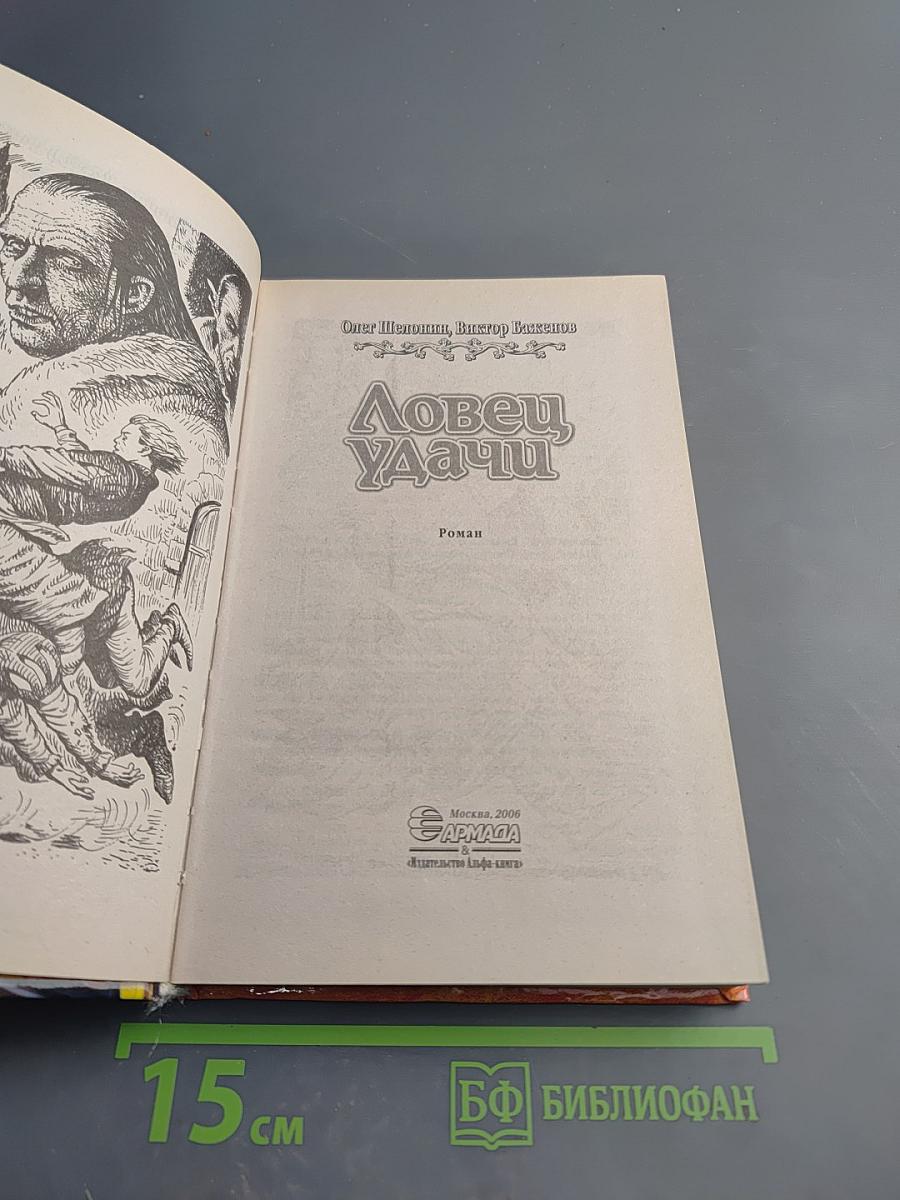 Олег Шелонин, Виктор Баженов
Ловец
удачи
Роман
Москва, 2006
АРМАДА
&
«Издательство Альфа-книга»
15 см
БФ БИБЛИОФАН